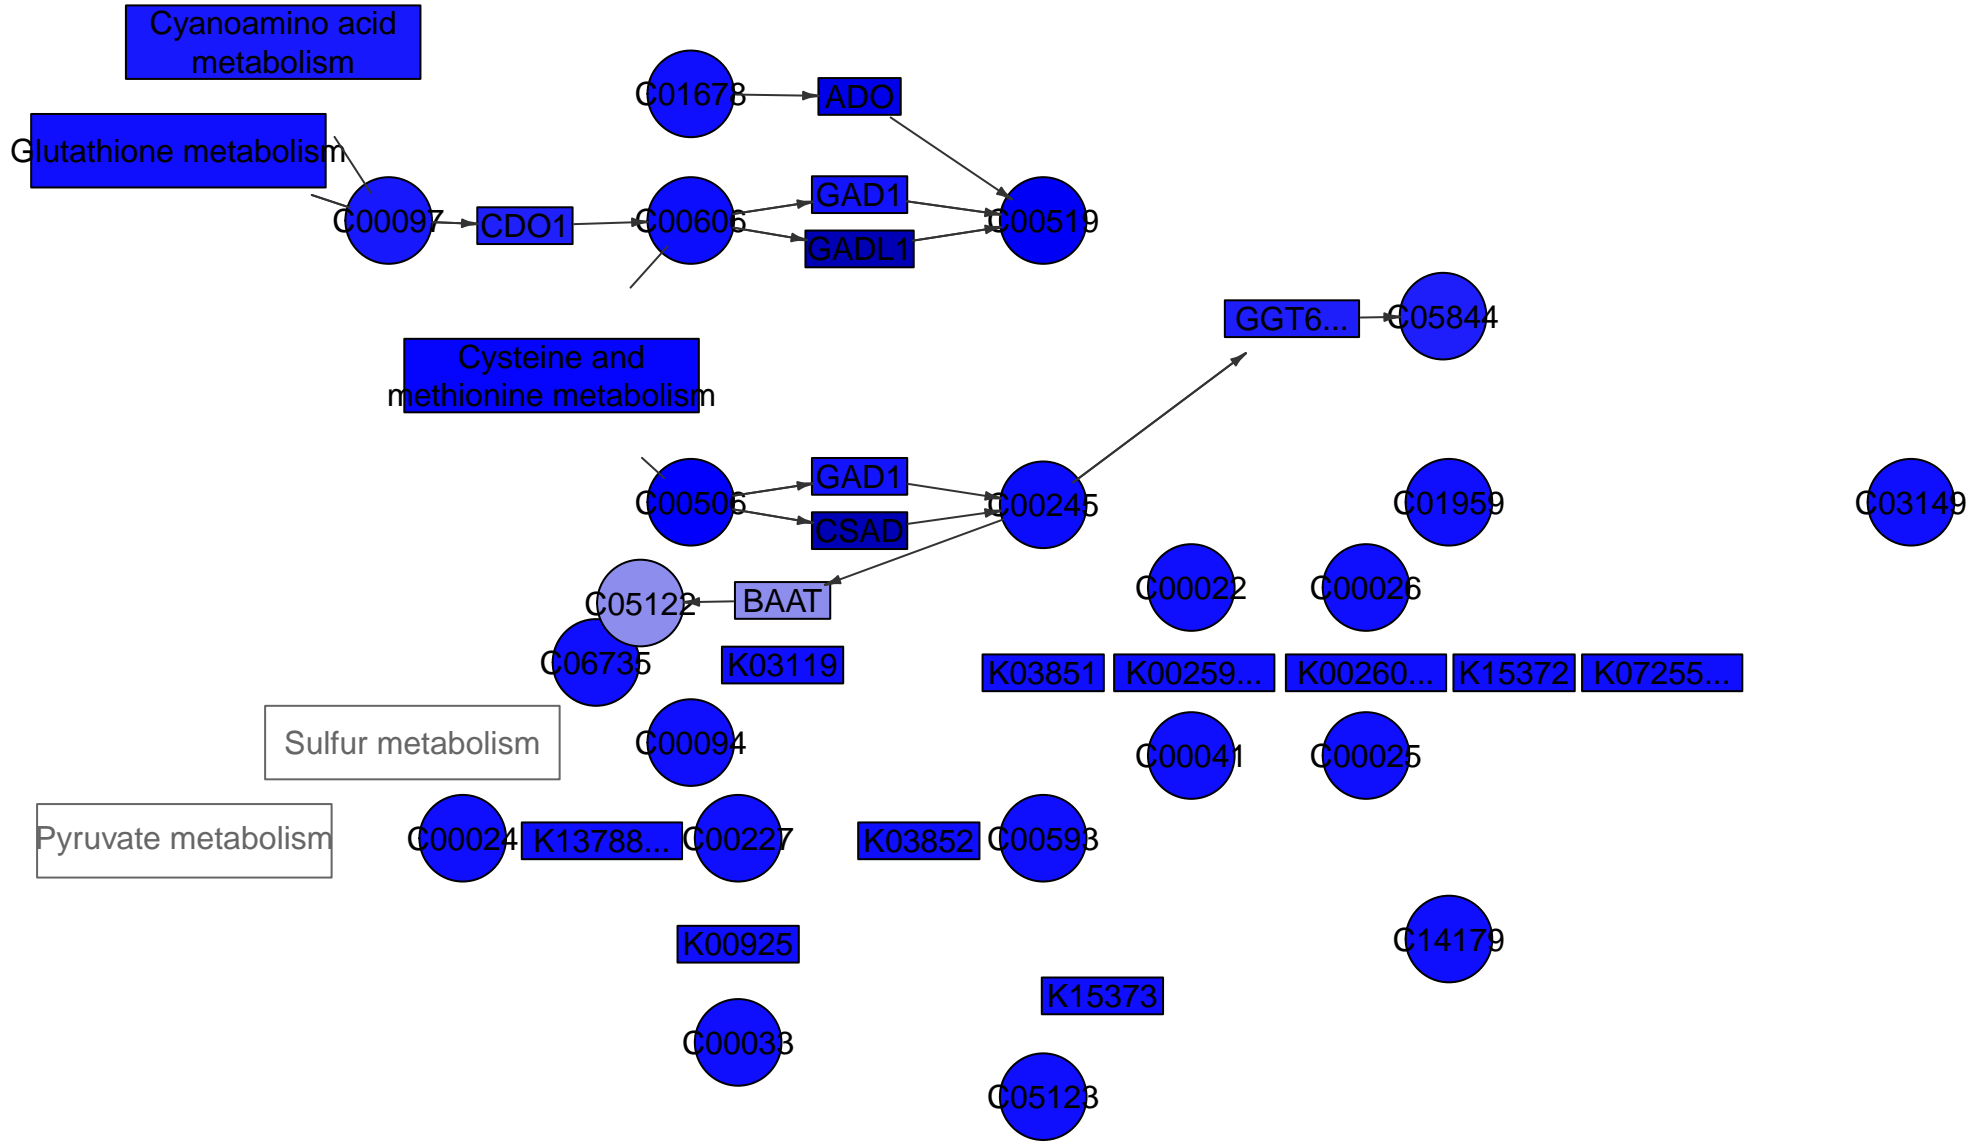 Cyanoamino acid
metabolism
C01678
ADO
Glutathione metabolism
C00097
CDO1
C00606
GAD1
GADL1
C00519
GGT6...
C05844
Cysteine and
methionine metabolism
C00506
GAD1
CSAD
C00245
C01959
C03149
C05122
BAAT
C00022
C00026
C06735
K03119
K03851
K00259...
K00260...
K15372
K07255...
Sulfur metabolism
C00094
C00041
C00025
Pyruvate metabolism
C00024
K13788...
C00227
K03852
C00593
K00925
C14179
K15373
C00033
C05123